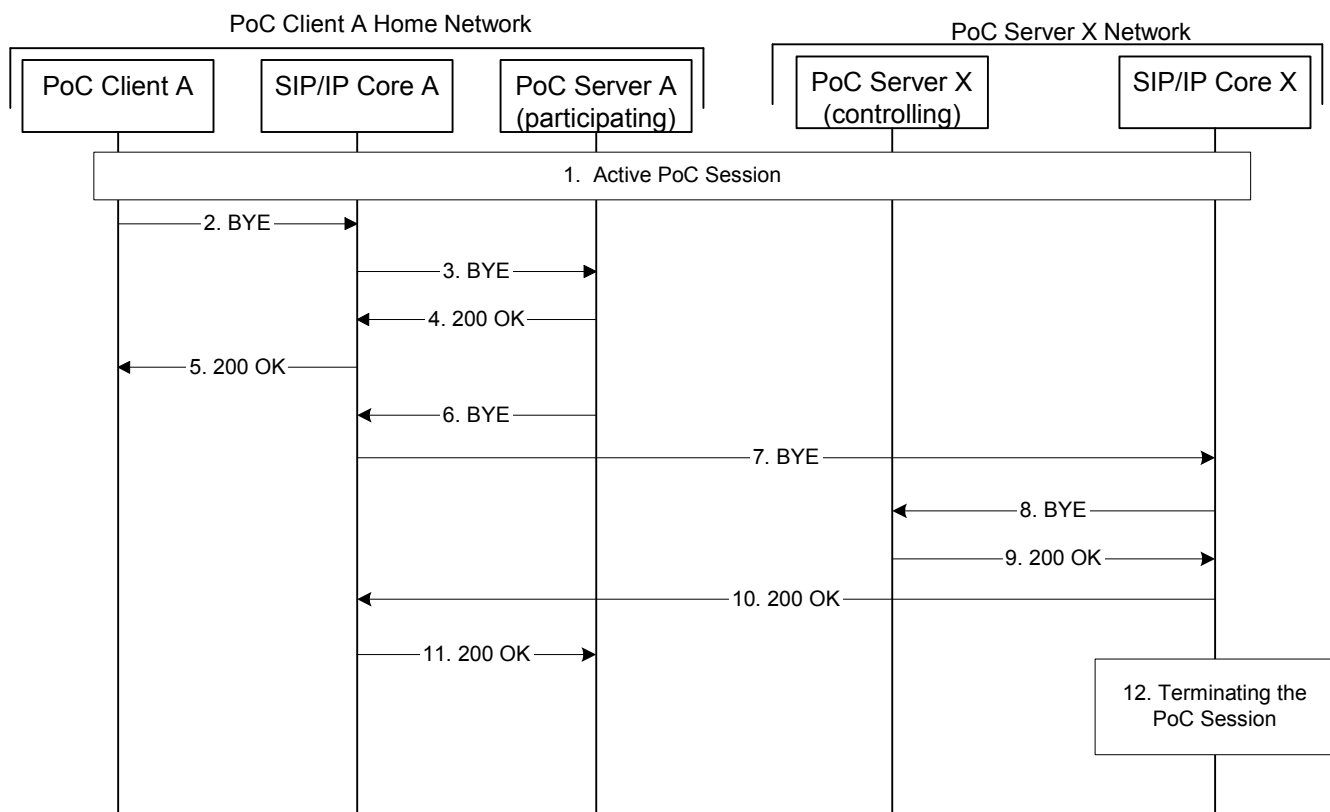 PoC Client A Home Network
PoC Server X Network
PoC Client A
SIP/IP Core A
PoC Server A
(participating)
PoC Server X
(controlling)
SIP/IP Core X
1. Active PoC Session
2. BYE
3. BYE
4. 200 OK
5. 200 OK
6. BYE
7. BYE
8. BYE
9. 200 OK
10. 200 OK
11. 200 OK
12. Terminating the
PoC Session